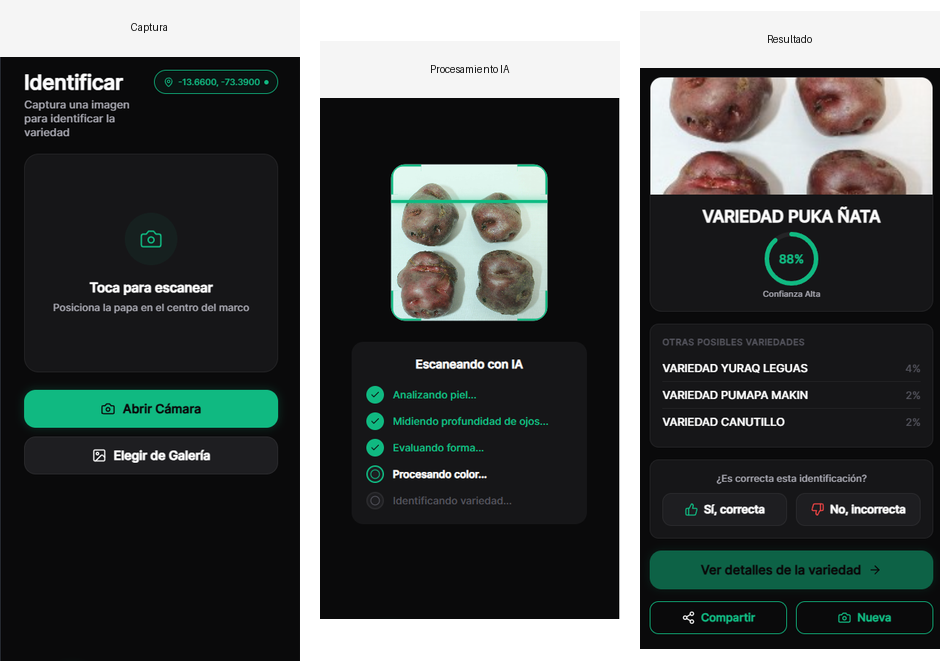 Captura
Identificar
-13.6600, -73.3900
Captura una imagen
para identificar la
variedad
Toca para escanear
Posiciona la papa en el centro del marco
Abrir Cámara
Elegir de Galería
Procesamiento IA
Escaneando con IA
Analizando piel...
Midiendo profundidad de ojos...
Evaluando forma...
Procesando color...
Identificando variedad...
Resultado
VARIEDAD PUKA ÑATA
88%
Confianza Alta
OTRAS POSIBLES VARIEDADES
VARIEDAD YURAQ LEGUAS 4%
VARIEDAD PUMAPA MAKIN 2%
VARIEDAD CANUTILLO 2%
¿Es correcta esta identificación?
Sí, correcta
No, incorrecta
Ver detalles de la variedad →
Compartir
Nueva